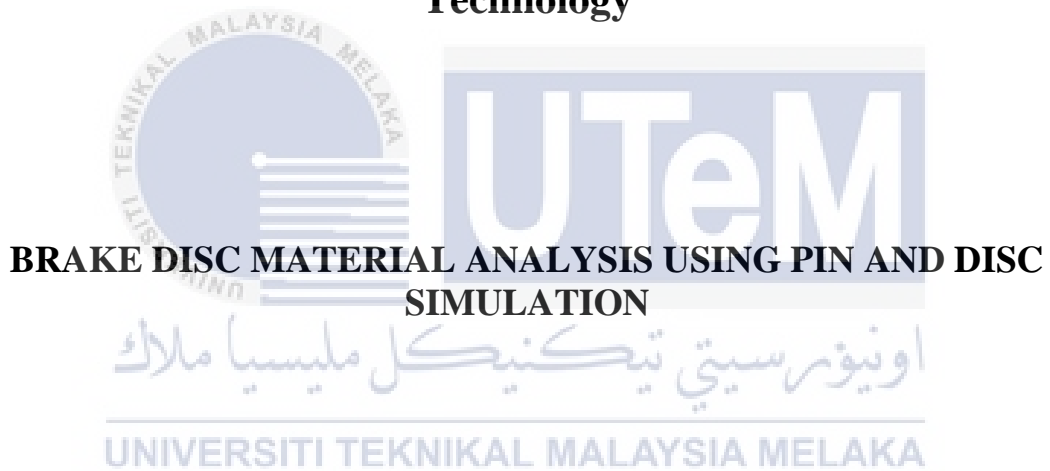 Technology
UNIVERSITI TEKNIKAL MALAYSIA MELAKA
UTeM
BRAKE DISC MATERIAL ANALYSIS USING PIN AND DISC
SIMULATION
اونيۏرسيتي تيكنيكل مليسيا ملاك
UNIVERSITI TEKNIKAL MALAYSIA MELAKA